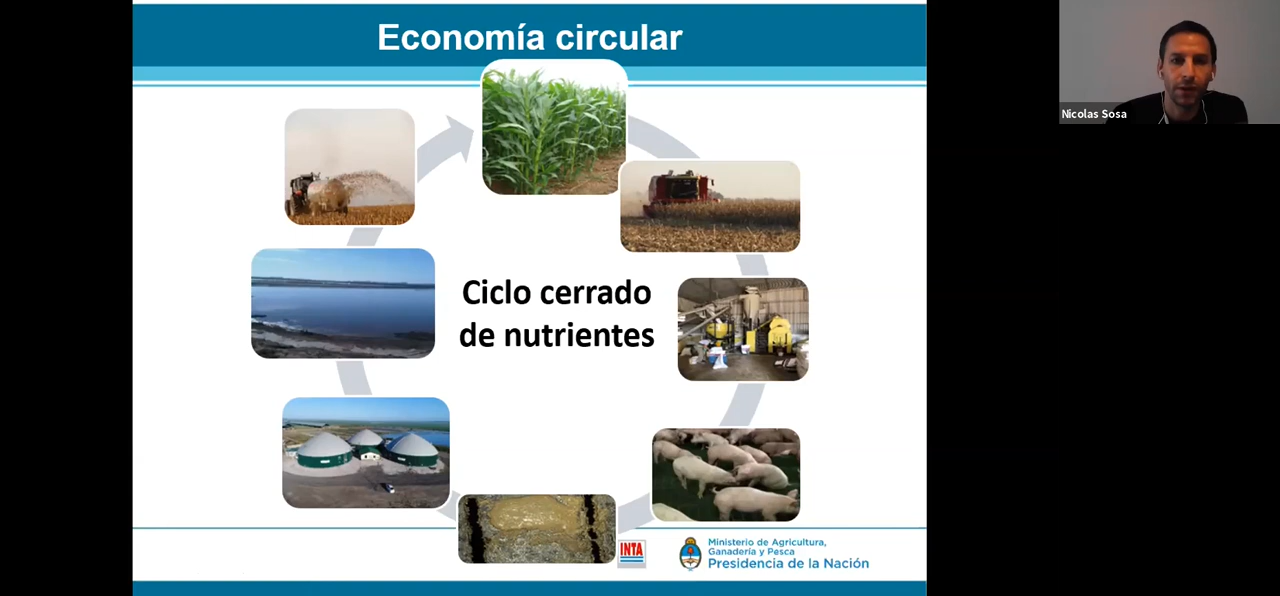 Economía circular
Nicolas Sosa
Ciclo cerrado
de nutrientes
INTA
Ministerio de Agricultura,
Ganadería y Pesca
Presidencia de la Nación